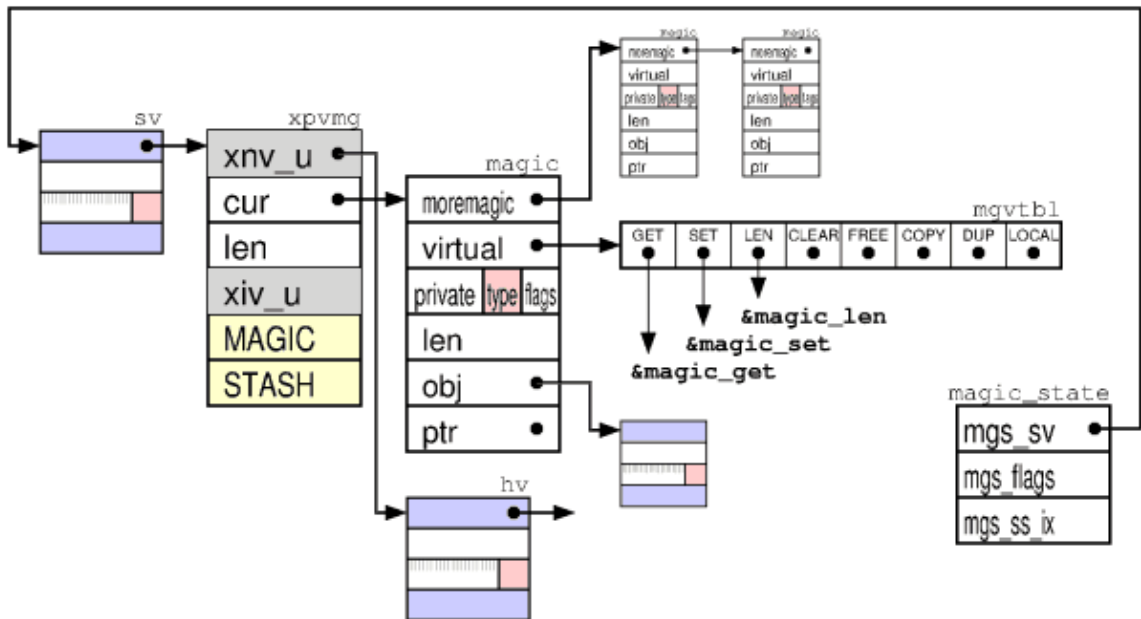 magic
moremagic
virtual
private type flags
len
obj
ptr
magic
moremagic
virtual
private type flags
len
obj
ptr
sv
xpvmg
xnv_u
cur
len
xiv_u
MAGIC
STASH
magic
moremagic
virtual
private type flags
len
obj
ptr
mgvtbl
GET SET LEN CLEAR FREE COPY DUP LOCAL
&magic_len
&magic_set
&magic_get
magic_state
mgs_sv
mgs_flags
mgs_ss_ix
hv